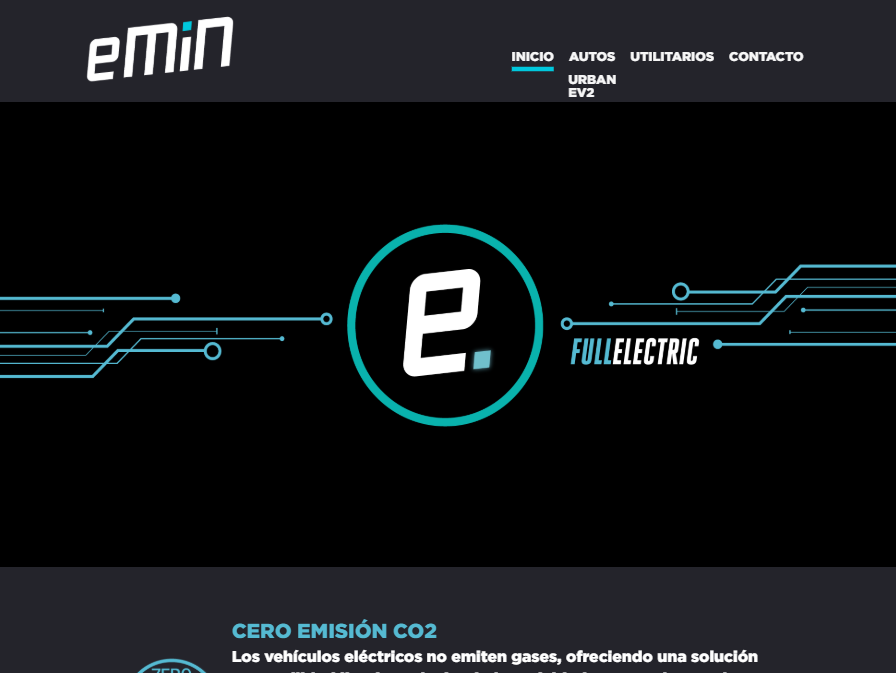 emin
INICIO AUTOS UTILITARIOS CONTACTO
URBAN
EV2
e.
FULLELECTRIC
CERO EMISIÓN CO2
Los vehículos eléctricos no emiten gases, ofreciendo una solución
ZERO